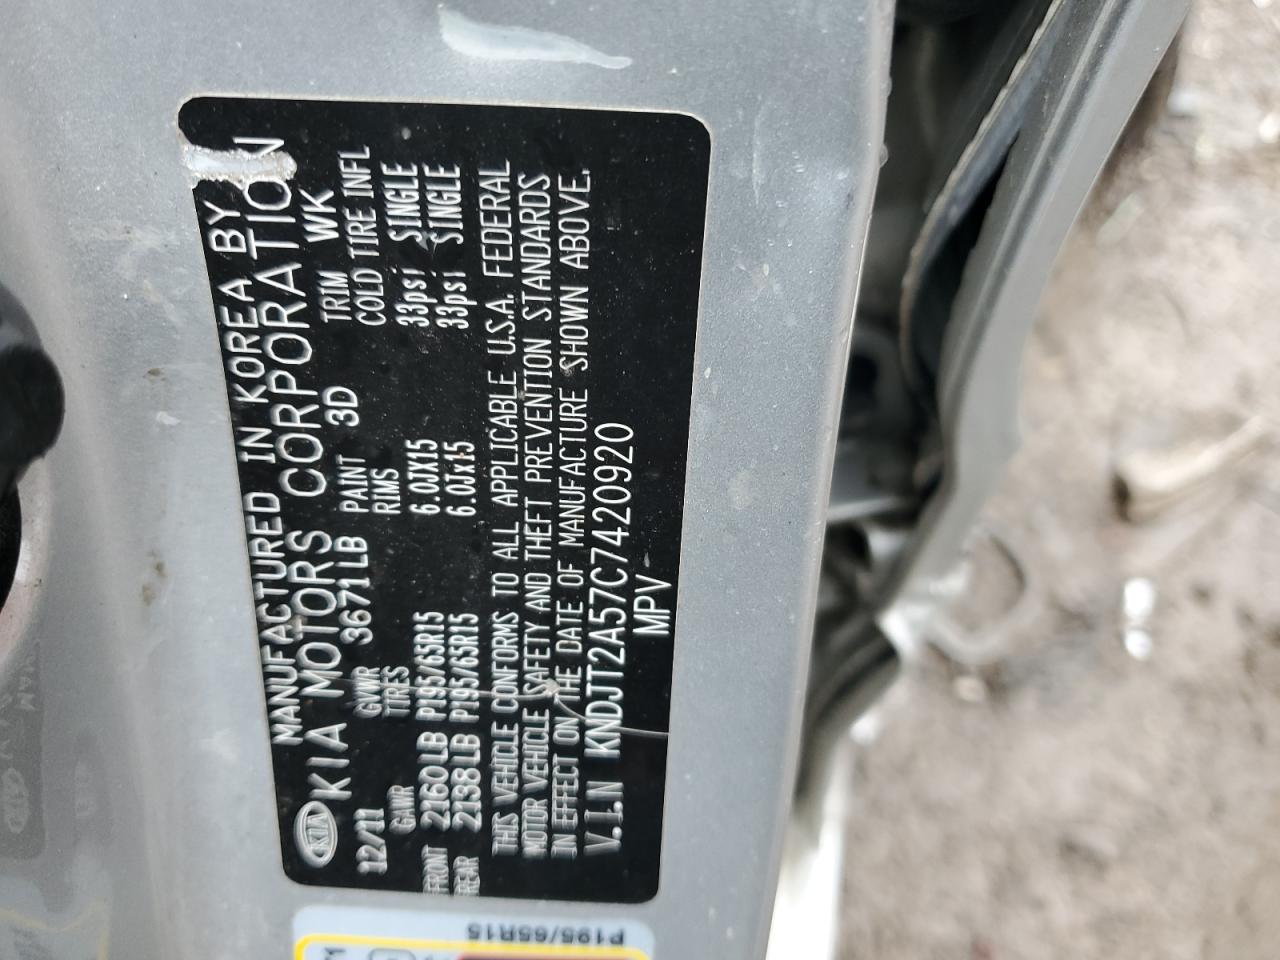 MANUFACTURED IN KOREA BY
KIA KIA MOTORS CORPORATION
12/11 GVWR 3671LB PAINT 3D TRIM WK
GAWR TIRES RIMS COLD TIRE INFL
FRONT 2160LB P195/65R15 6.0JX15 33psi SINGLE
REAR 2138LB P195/65R15 6.0Jx15 33psi SINGLE
THIS VEHICLE CONFORMS TO ALL APPLICABLE U.S.A. FEDERAL
MOTOR VEHICLE SAFETY AND THEFT PREVENTION STANDARDS
IN EFFECT ON THE DATE OF MANUFACTURE SHOWN ABOVE.
V.I.N KNDJT2A57C7420920
MPV
P195/65R15